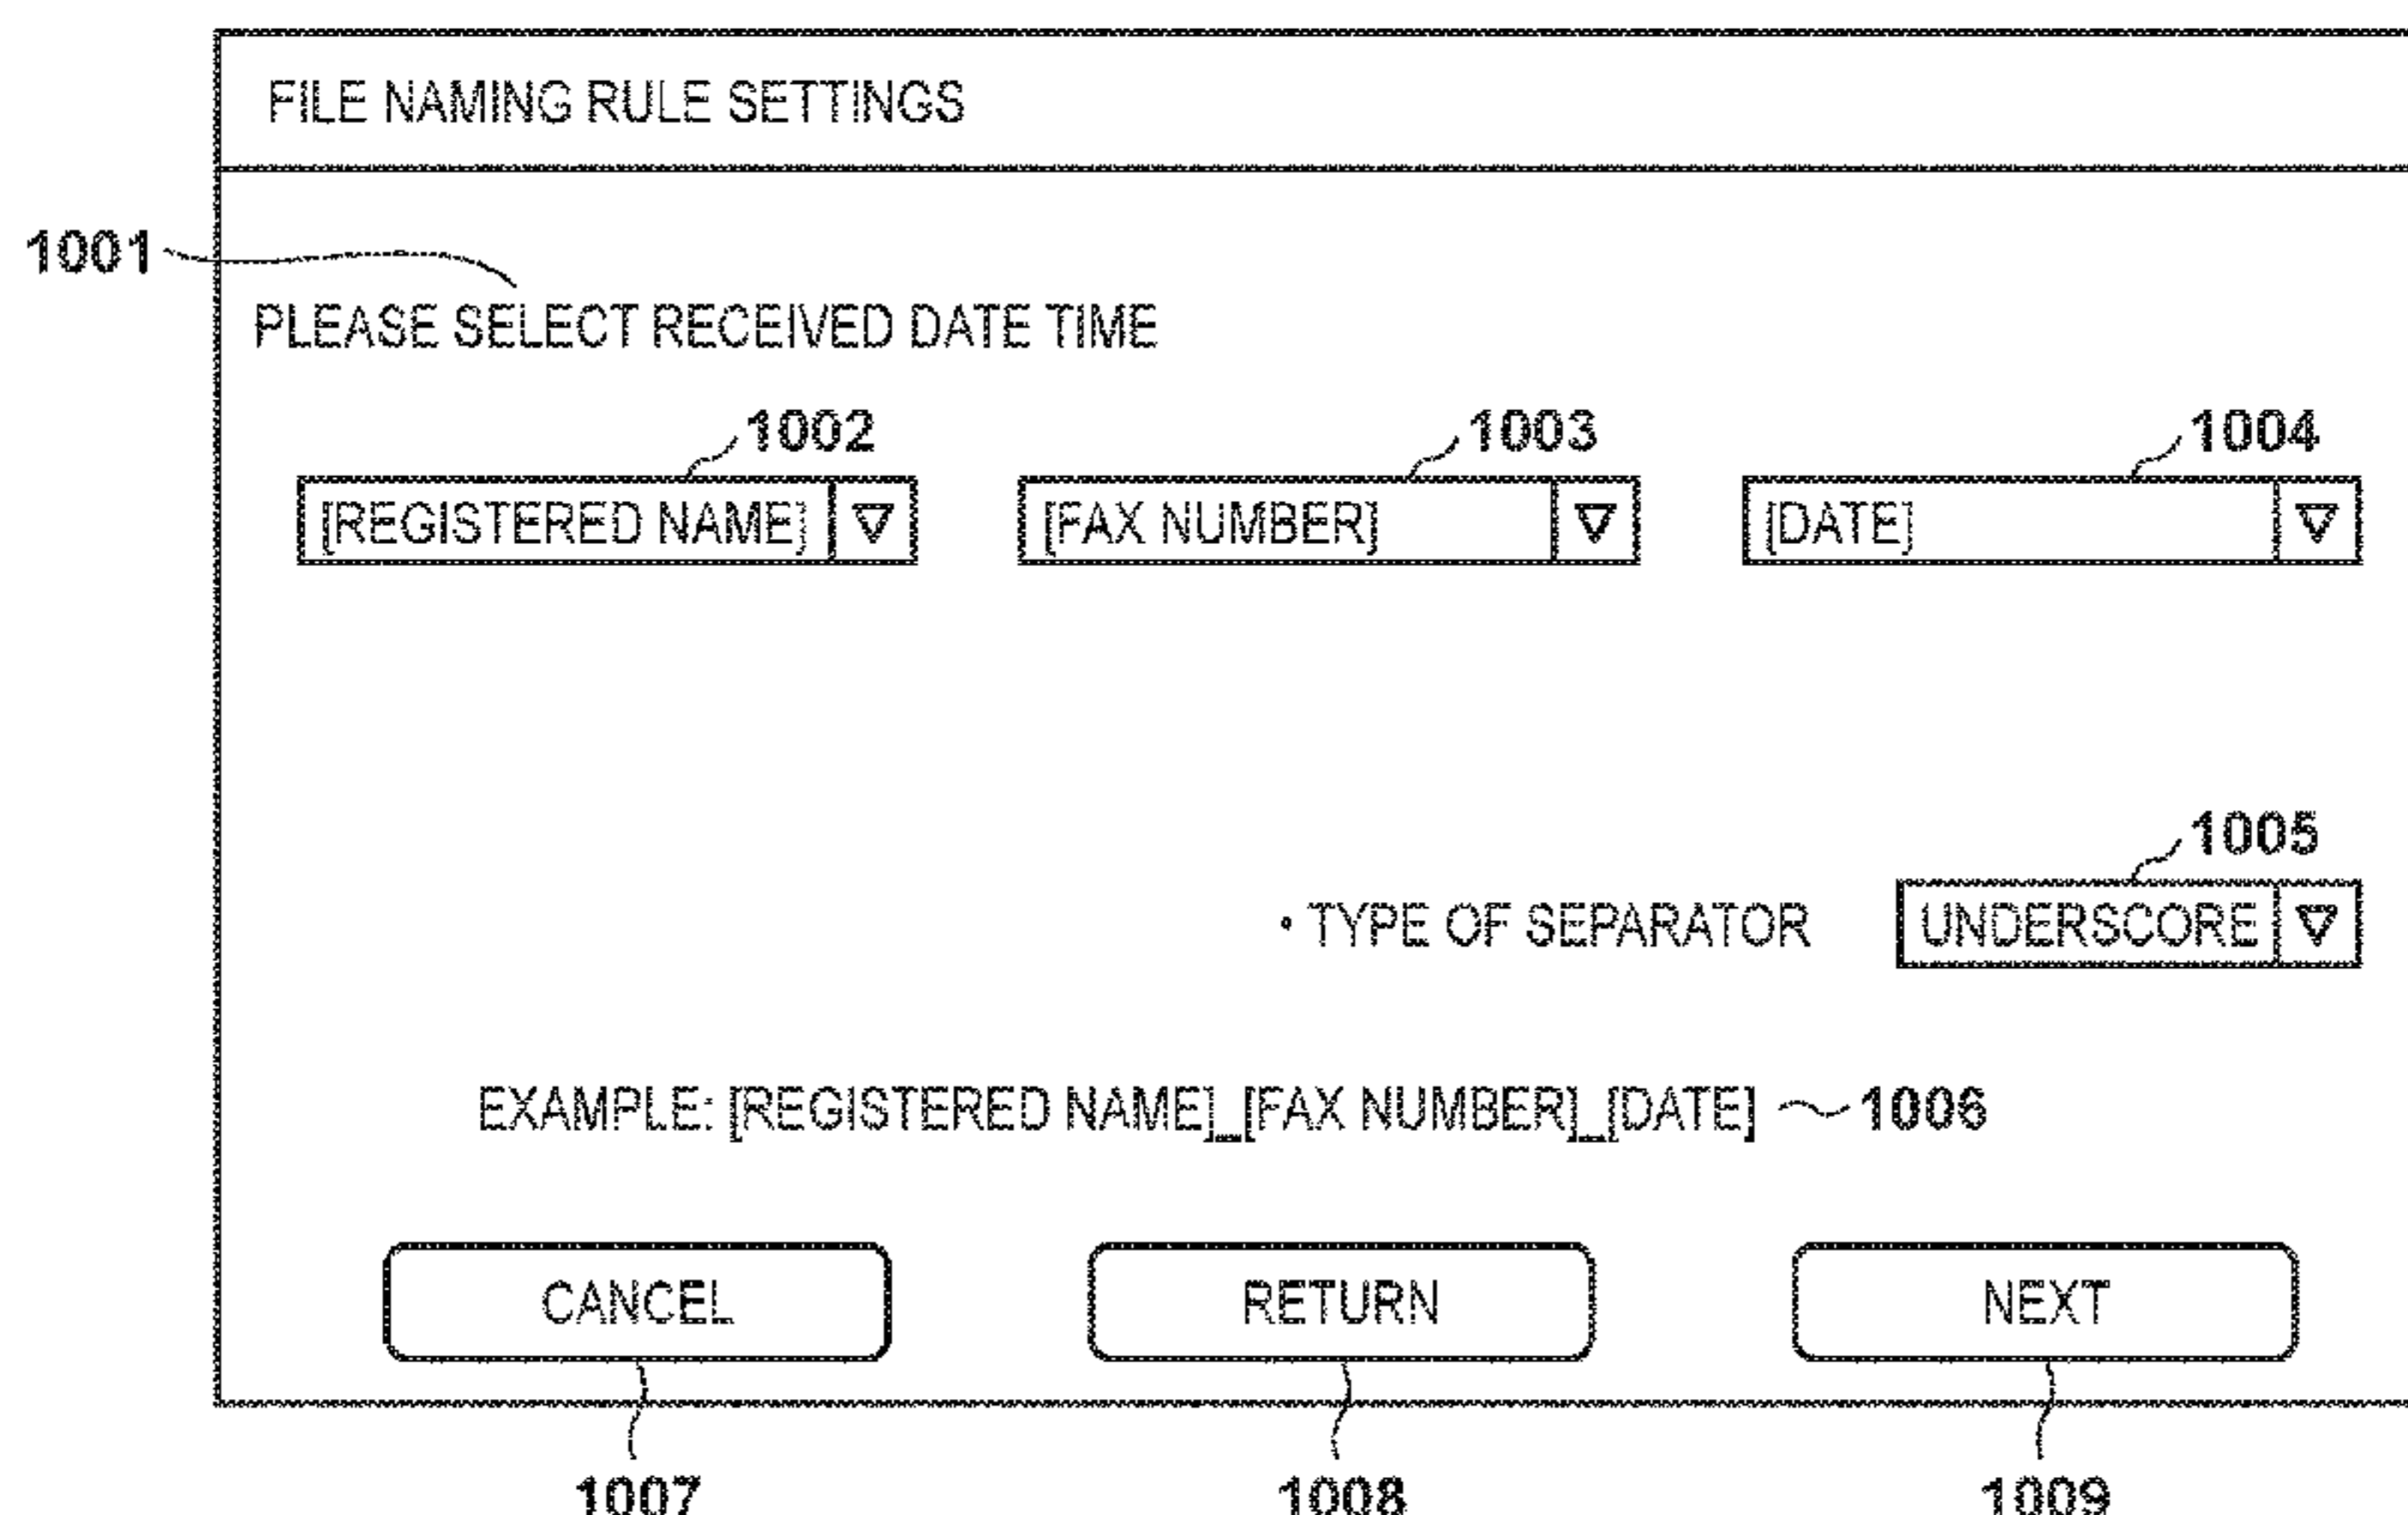 FILE NAMING RULE SETTINGS
1001
PLEASE SELECT RECEIVED DATE TIME
1002 1003 1004
[REGISTERED NAME] [FAX NUMBER] [DATE]
1005
• TYPE OF SEPARATOR UNDERSCORE
EXAMPLE: [REGISTERED NAME]_[FAX NUMBER]_[DATE] 1006
CANCEL RETURN NEXT
1007 1008 1009